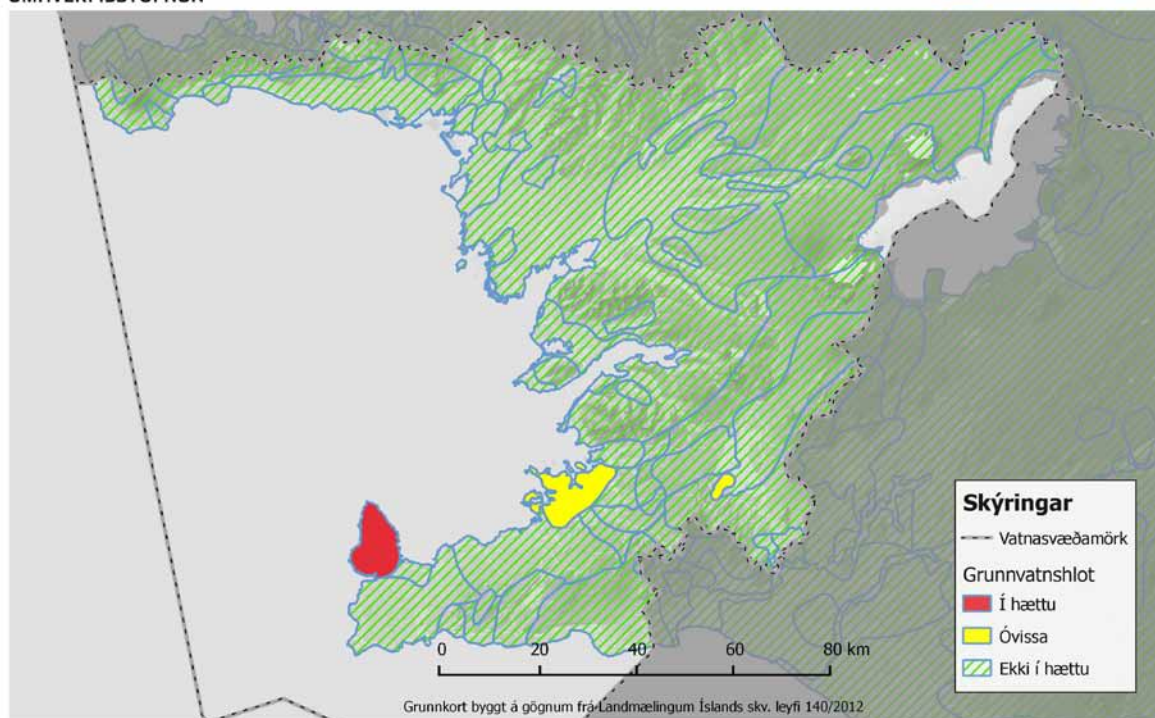 UMHVERFISSTOFNUN
Skýringar
Vatnasvæðamörk
Grunnvatnshlot
Í hættu
Óvissa
Ekki í hættu
0 20 40 60 80 km
Grunnkort byggt á gögnum frá Landmælingum Íslands skv. leyfi 140/2012